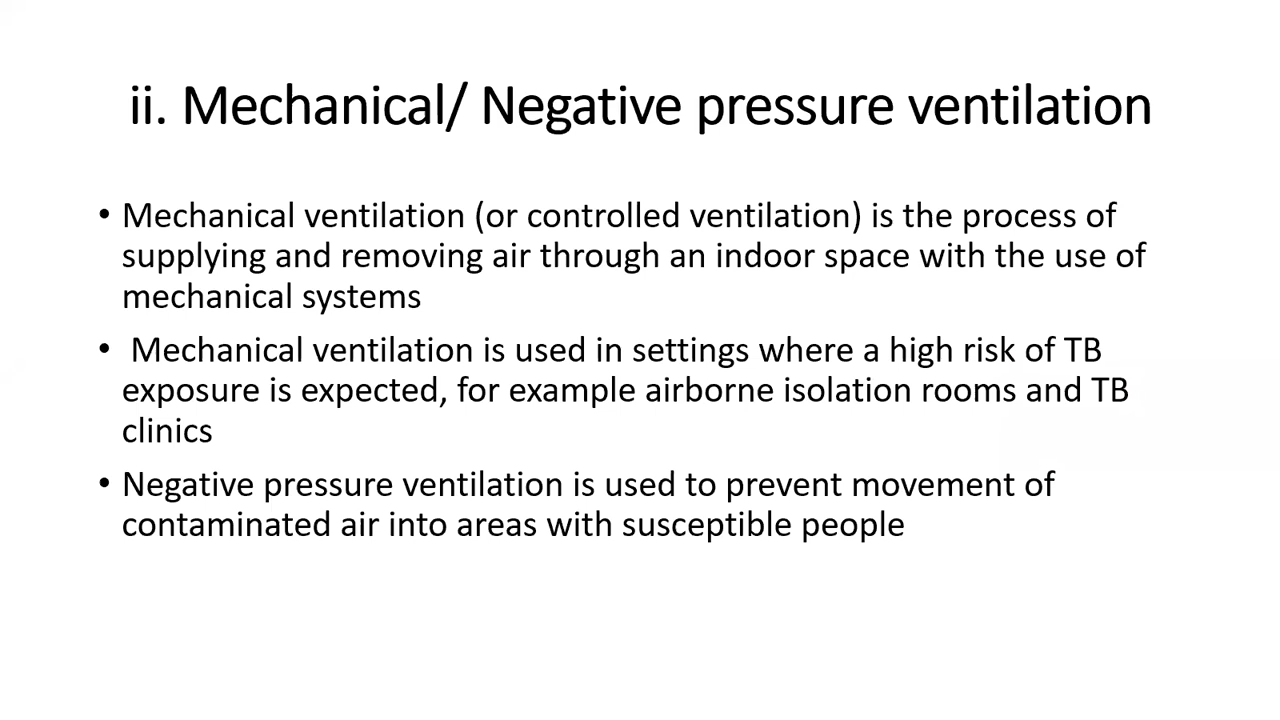 ii. Mechanical/ Negative pressure ventilation
• Mechanical ventilation (or controlled ventilation) is the process of
supplying and removing air through an indoor space with the use of
mechanical systems
• Mechanical ventilation is used in settings where a high risk of TB
exposure is expected, for example airborne isolation rooms and TB
clinics
• Negative pressure ventilation is used to prevent movement of
contaminated air into areas with susceptible people